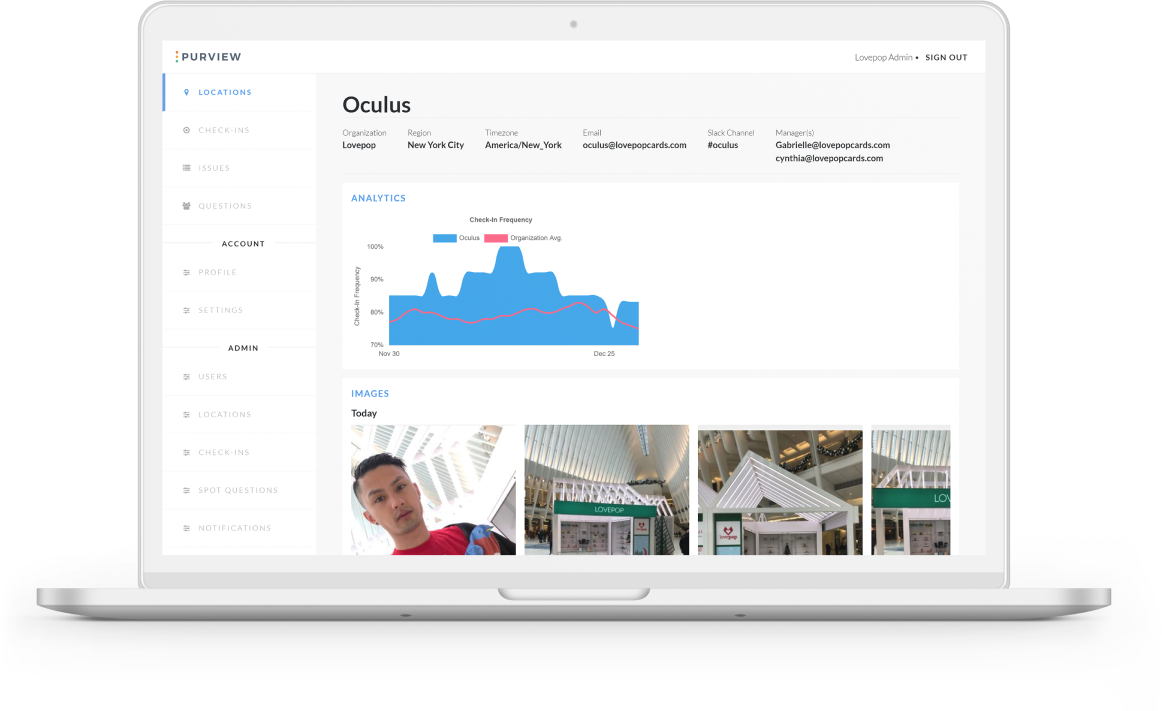 PURVIEW
Lovepop Admin • SIGN OUT
LOCATIONS
CHECK-INS
ISSUES
QUESTIONS
ACCOUNT
PROFILE
SETTINGS
ADMIN
USERS
LOCATIONS
CHECK-INS
SPOT QUESTIONS
NOTIFICATIONS
Oculus
Organization
Lovepop
Region
New York City
Timezone
America/New_York
Email
oculus@lovepopcards.com
Slack Channel
#oculus
Manager(s)
Gabrielle@lovepopcards.com
cynthia@lovepopcards.com
ANALYTICS
Check-In Frequency
Oculus
Organization Avg.
Check-In Frequency
100%
90%
80%
70%
Nov 30
Dec 25
IMAGES
Today
LOVEPOP
lovepop
LOV